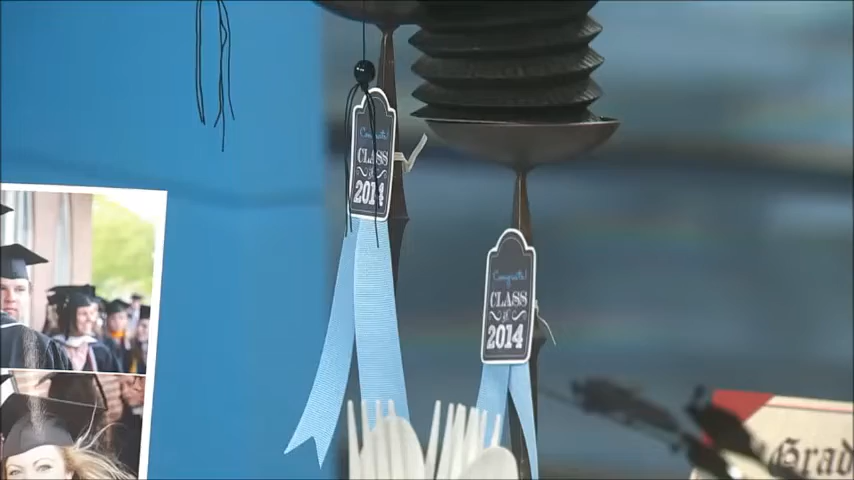 Congrats!
CLASS
of
2014
Congrats!
CLASS
of
2014
Grad